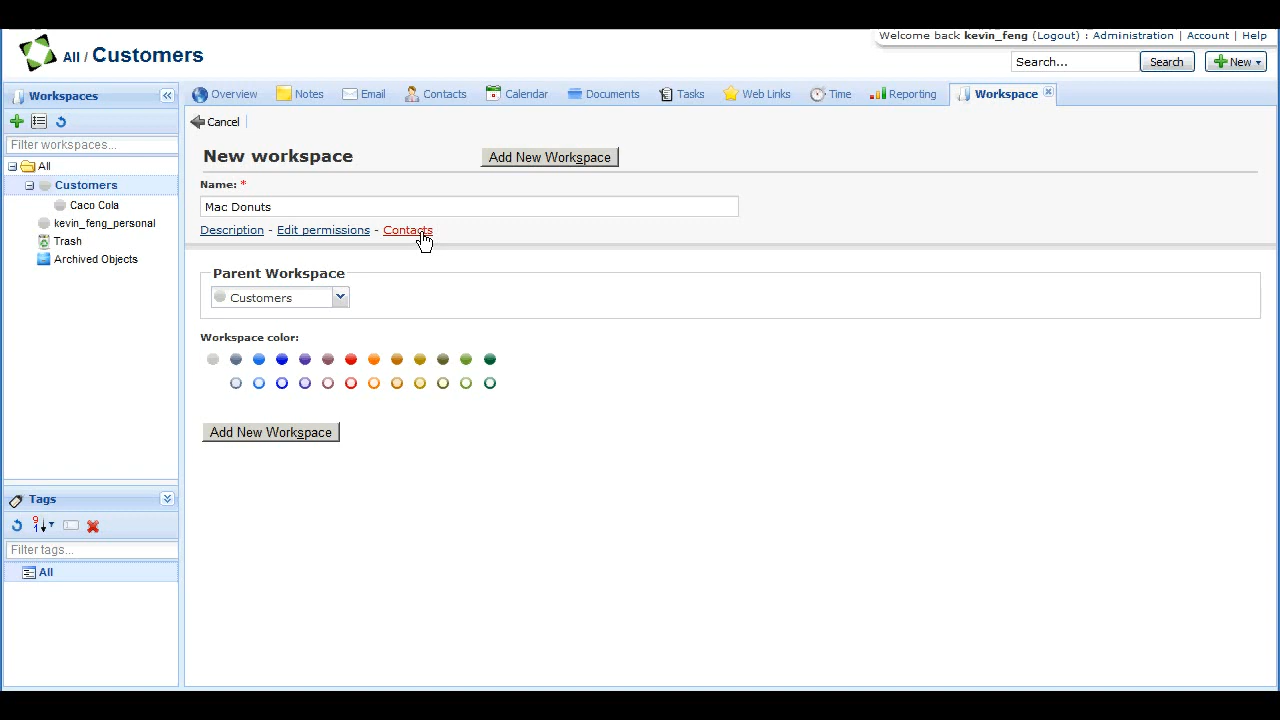 Welcome back kevin_feng (Logout) : Administration | Account | Help
All / Customers
Search...
Search
New
Workspaces
Overview
Notes
Email
Contacts
Calendar
Documents
Tasks
Web Links
Time
Reporting
Workspace
Cancel
Filter workspaces...
All
Customers
Caco Cola
kevin_feng_personal
Trash
Archived Objects
New workspace
Add New Workspace
Name: *
Mac Donuts
Description - Edit permissions - Contacts
Parent Workspace
Customers
Workspace color:
Add New Workspace
Tags
Filter tags...
All